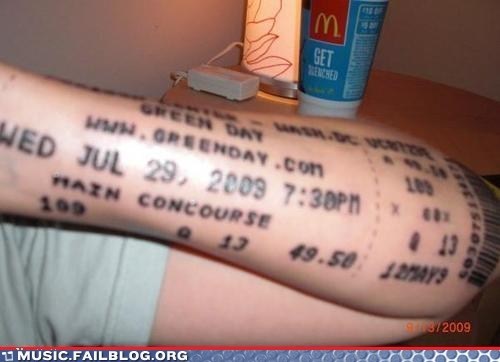 GET
QUENCHED
WASH.DC
GREEN DAY
WWW.GREENDAY.COM
WED JUL 29, 2009 7:30PM
MAIN CONCOURSE
109 Q 13 49.50
109
X
Q 13
12MAY9
9/13/2009
MUSIC.FAILBLOG.ORG